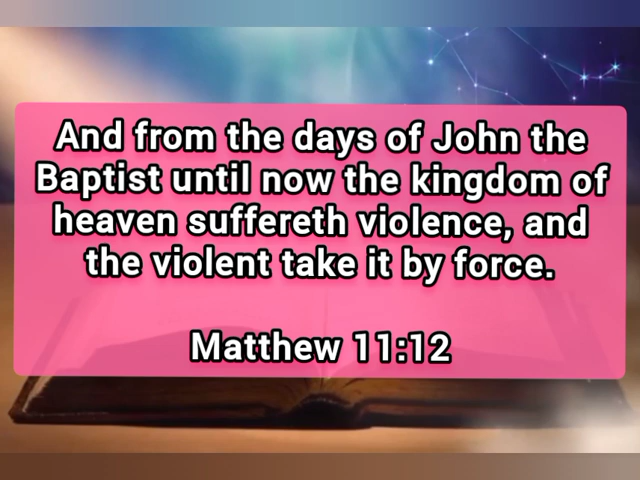 And from the days of John the
Baptist until now the kingdom of
heaven suffereth violence, and
the violent take it by force.
Matthew 11:12